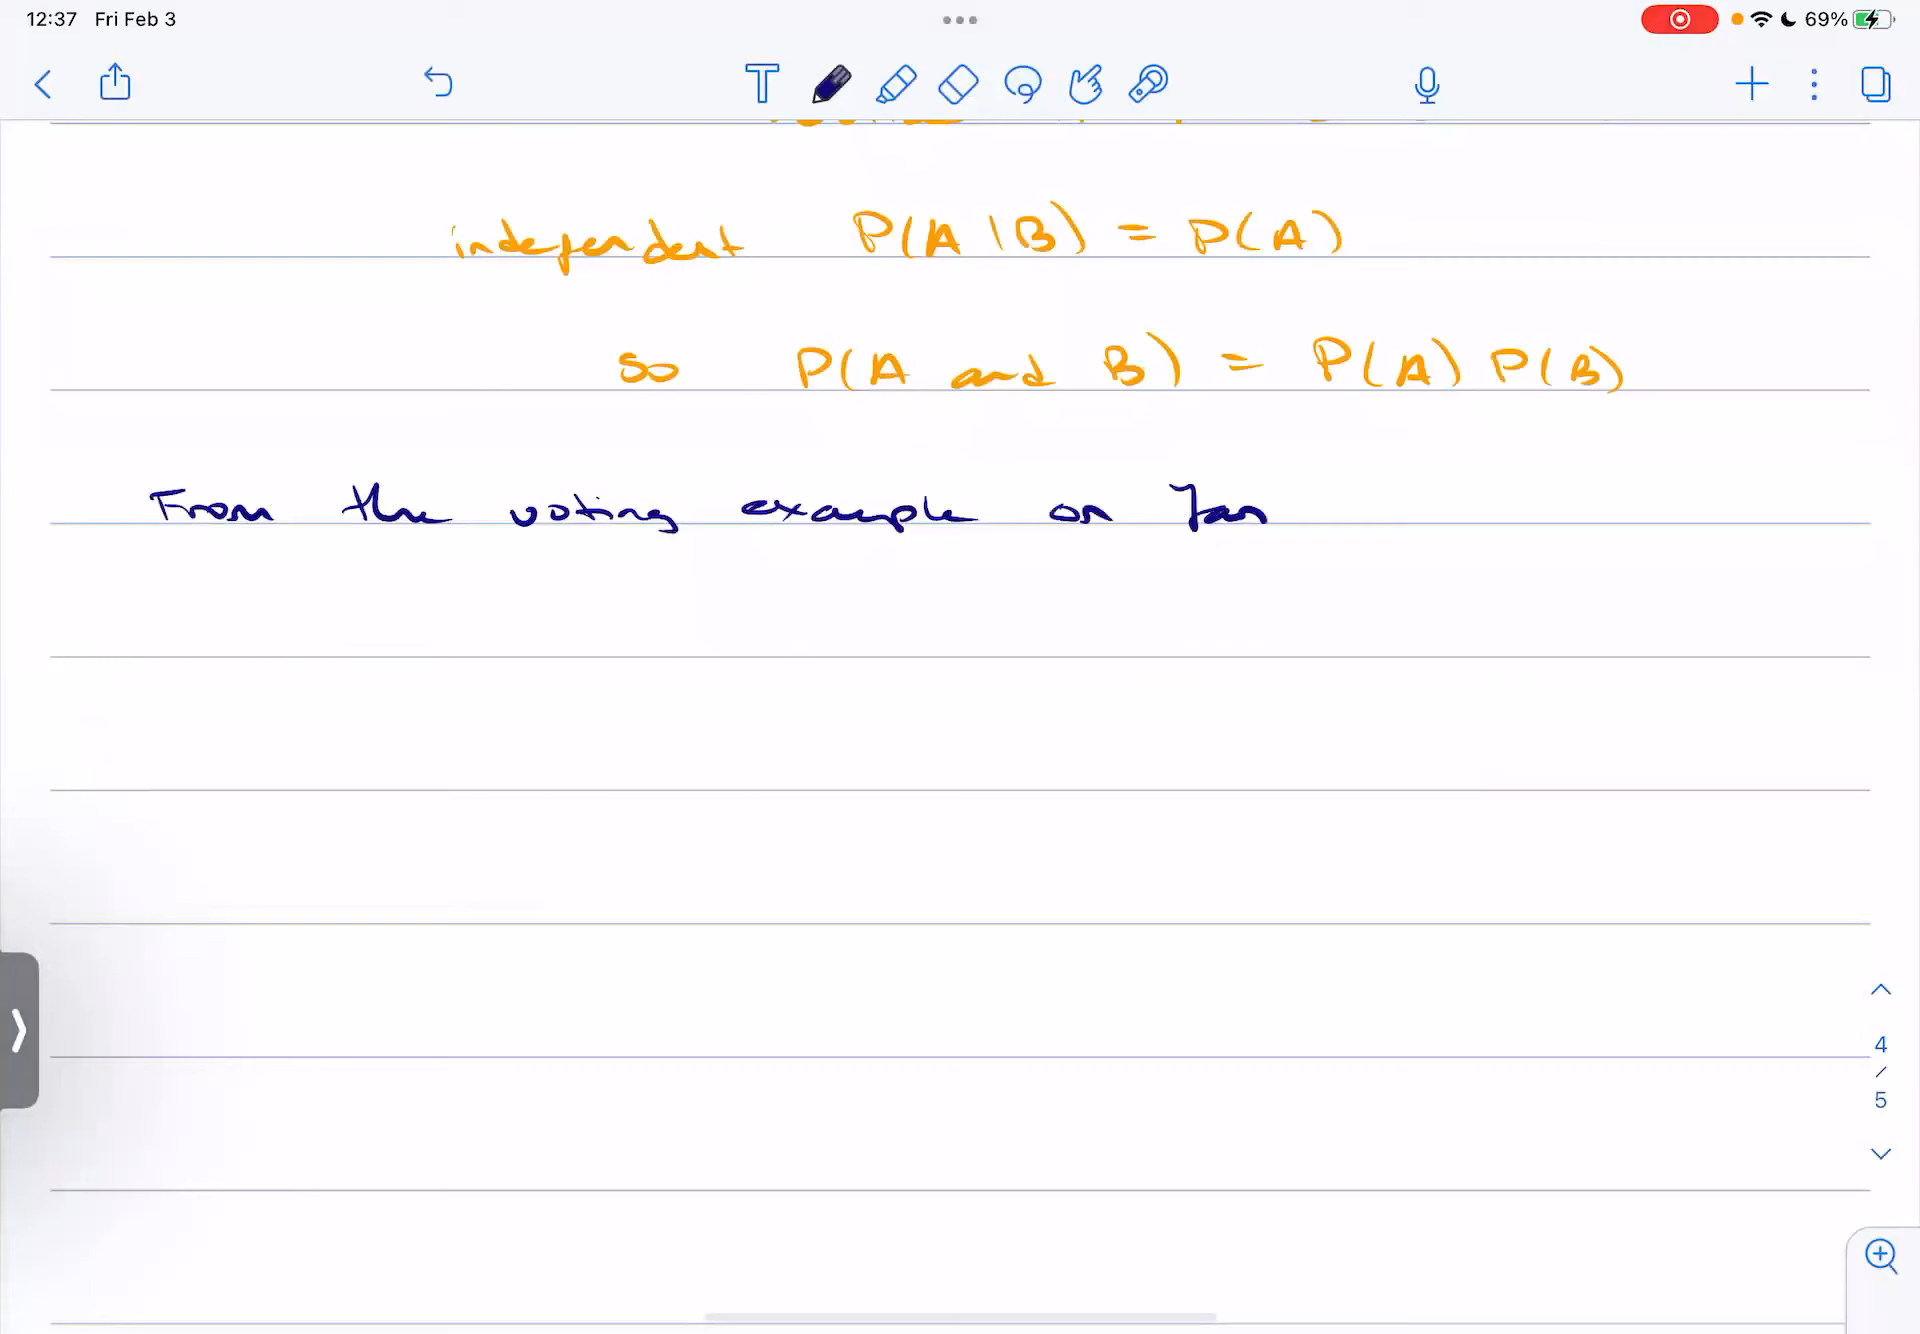 12:37 Fri Feb 3
69%
T
independent P(A|B) = P(A)
so P(A and B) = P(A) P(B)
From the voting example on Jan
4
/
5